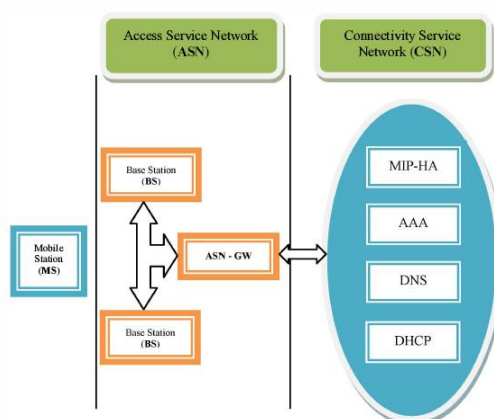 Access Service Network
(ASN)
Connectivity Service
Network (CSN)
Base Station
(BS)
Mobile
Station
(MS)
ASN - GW
Base Station
(BS)
MIP-HA
AAA
DNS
DHCP